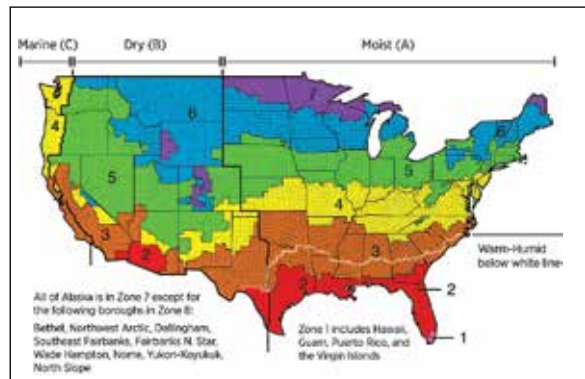 Marine (C) Dry (B) Moist (A)
7
6
4
6
5
5
4
3
3
Warm-Humid
below white line
2
2
2
2
1
All of Alaska is in Zone 7 except for
the following boroughs in Zone 8:
Bethel, Northwest Arctic, Dellingham,
Southeast Fairbanks, Fairbanks N. Star,
Wade Hampton, Nome, Yukon-Koyukuk,
North Slope
Zone 1 includes Hawaii,
Guam, Puerto Rico, and
the Virgin Islands